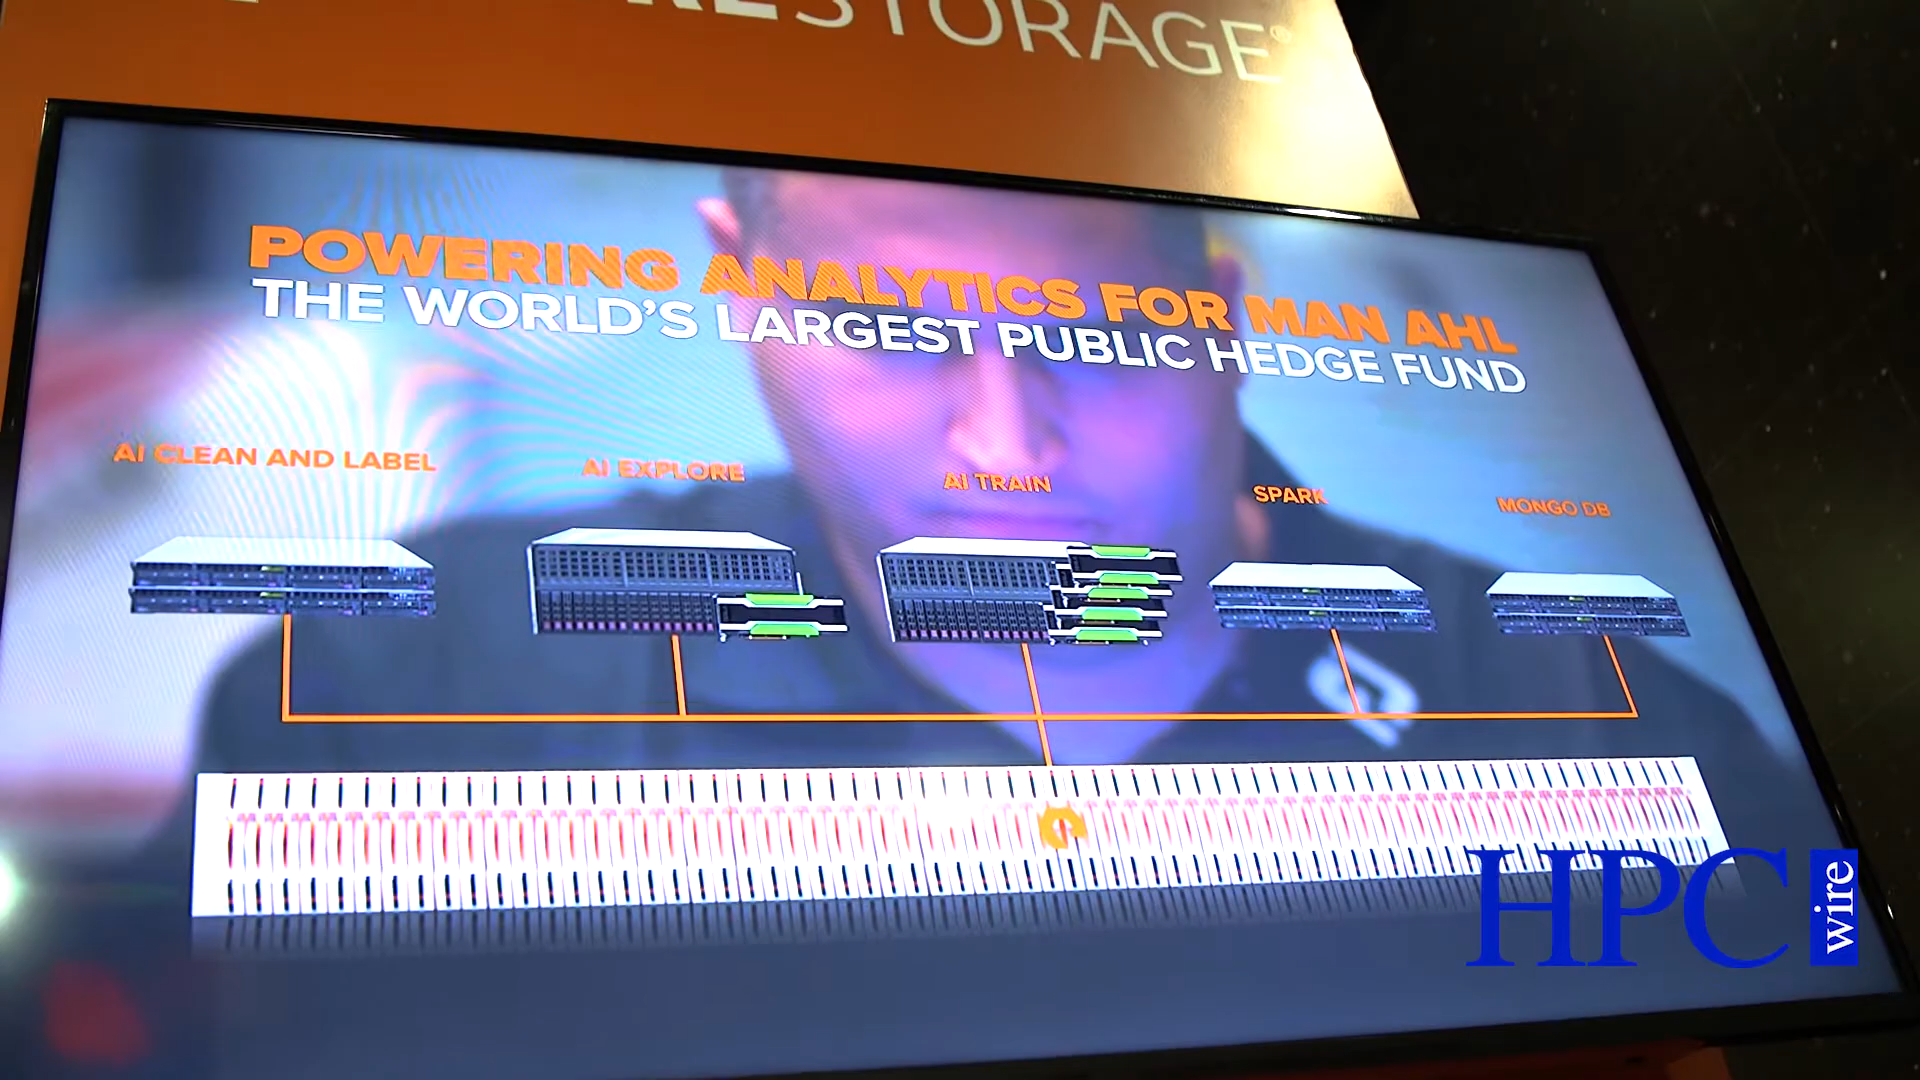 RESTORAGE®
POWERING ANALYTICS FOR MAN AHL
THE WORLD'S LARGEST PUBLIC HEDGE FUND
AI CLEAN AND LABEL
AI EXPLORE
AI TRAIN
SPARK
MONGO DB
HPC wire